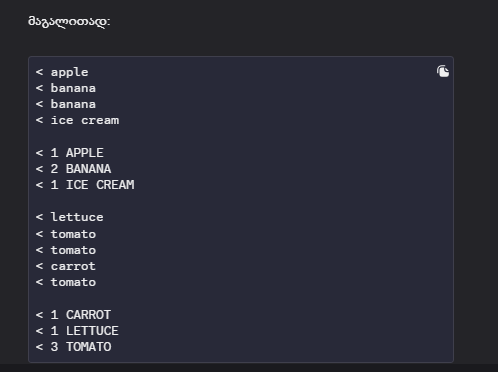 მაგალითად:
< apple
< banana
< banana
< ice cream
< 1 APPLE
< 2 BANANA
< 1 ICE CREAM
< lettuce
< tomato
< tomato
< carrot
< tomato
< 1 CARROT
< 1 LETTUCE
< 3 TOMATO